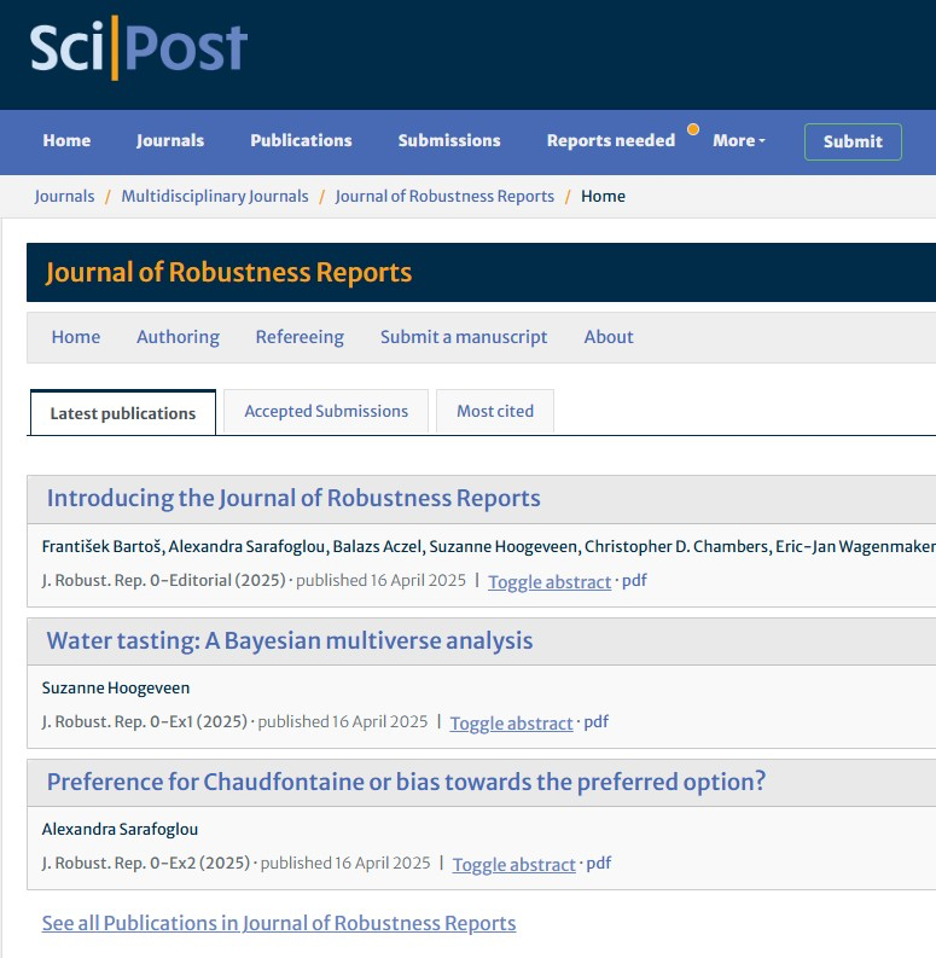 Sci|Post
Home Journals Publications Submissions Reports needed More Submit
Journals / Multidisciplinary Journals / Journal of Robustness Reports / Home
Journal of Robustness Reports
Home Authoring Refereeing Submit a manuscript About
Latest publications Accepted Submissions Most cited
Introducing the Journal of Robustness Reports
František Bartoš, Alexandra Sarafoglou, Balazs Aczel, Suzanne Hoogeveen, Christopher D. Chambers, Eric-Jan Wagenmaker
J. Robust. Rep. 0-Editorial (2025) · published 16 April 2025 | Toggle abstract · pdf
Water tasting: A Bayesian multiverse analysis
Suzanne Hoogeveen
J. Robust. Rep. 0-Ex1 (2025) · published 16 April 2025 | Toggle abstract · pdf
Preference for Chaudfontaine or bias towards the preferred option?
Alexandra Sarafoglou
J. Robust. Rep. 0-Ex2 (2025) · published 16 April 2025 | Toggle abstract · pdf
See all Publications in Journal of Robustness Reports